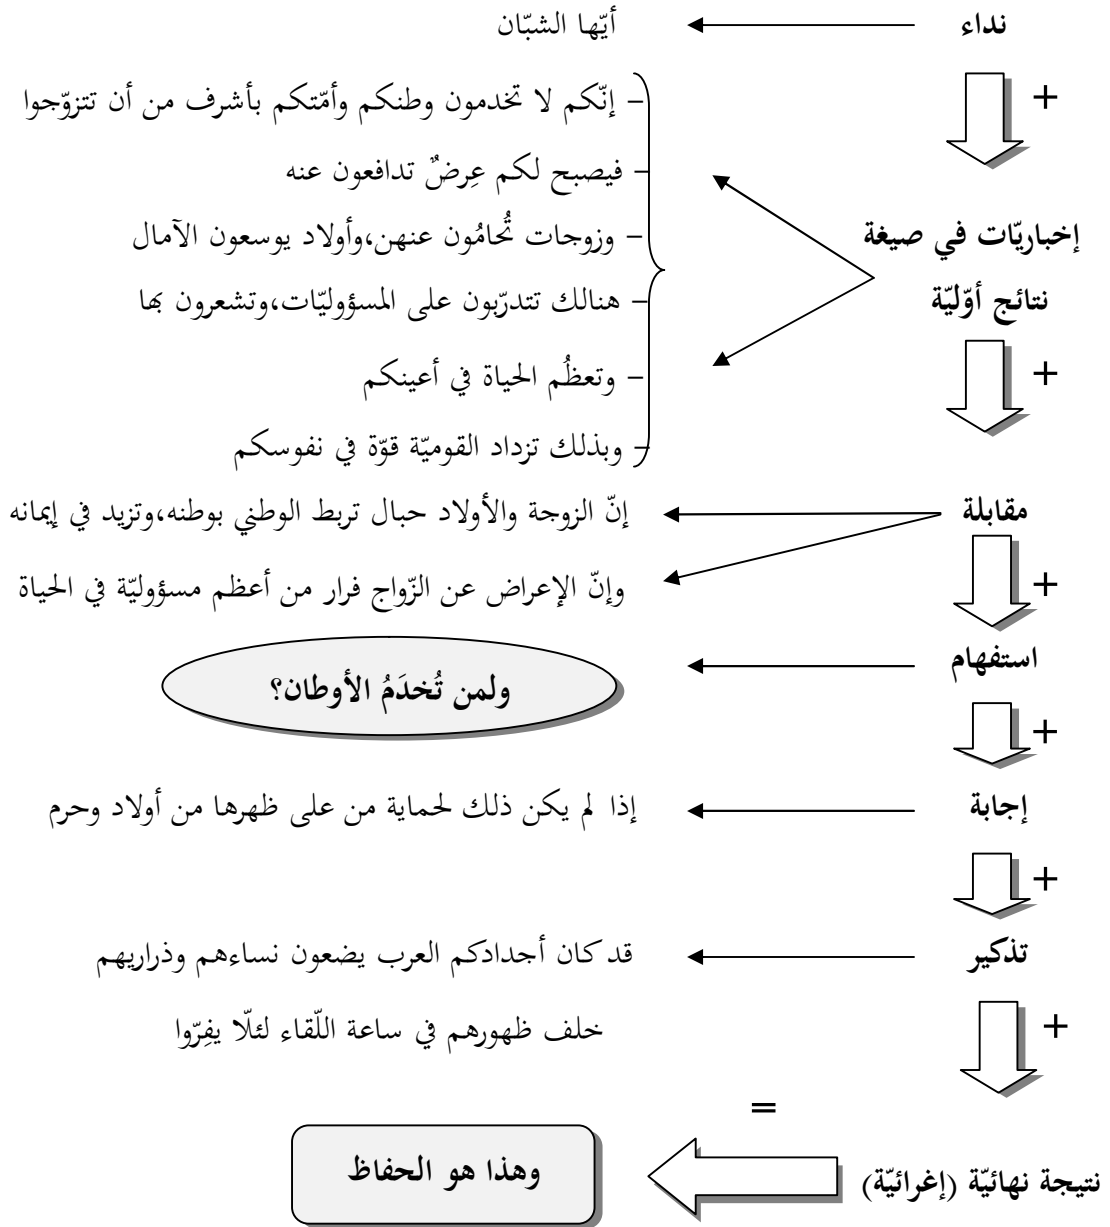 نداء أيّها الشبّان
+
– إنّكم لا تخدمون وطنكم وأمّتكم بأشرف من أن تتزوّجوا
– فيصبح لكم عِرضٌ تدافعون عنه
إخباريّات في صيغة
نتائج أوّليّة
– وزوجات تُحامُون عنهن،وأولاد يوسعون الآمال
– هنالك تتدرّبون على المسؤوليّات،وتشعرون بها
– وتعظُم الحياة في أعينكم
– وبذلك تزداد القوميّة قوّة في نفوسكم
+
مقابلة إنّ الزوجة والأولاد حبال تربط الوطني بوطنه،وتزيد في إيمانه
وإنّ الإعراض عن الزّواج فرار من أعظم مسؤوليّة في الحياة
+
استفهام ولمن تُخدَمُ الأوطان؟
+
إجابة إذا لم يكن ذلك لحماية من على ظهرها من أولاد وحرم
+
تذكير قد كان أجدادكم العرب يضعون نساءهم وذراريهم
خلف ظهورهم في ساعة اللّقاء لئلّا يفِرّوا
+
=
نتيجة نهائيّة (إغرائيّة) وهذا هو الحفاظ